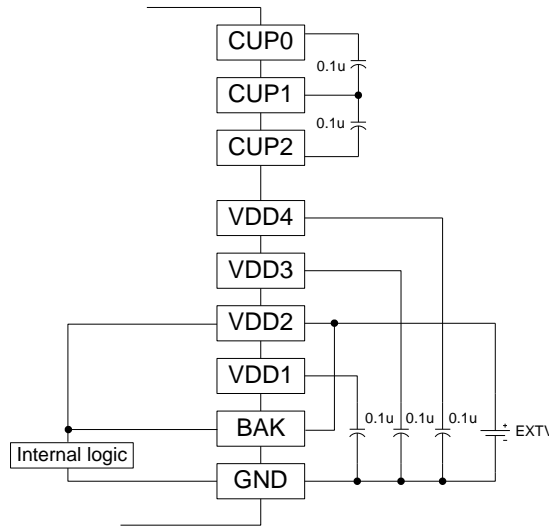 CUP0
0.1u
CUP1
0.1u
CUP2
VDD4
VDD3
VDD2
VDD1
BAK
0.1u 0.1u 0.1u
+ EXTV
-
Internal logic
GND